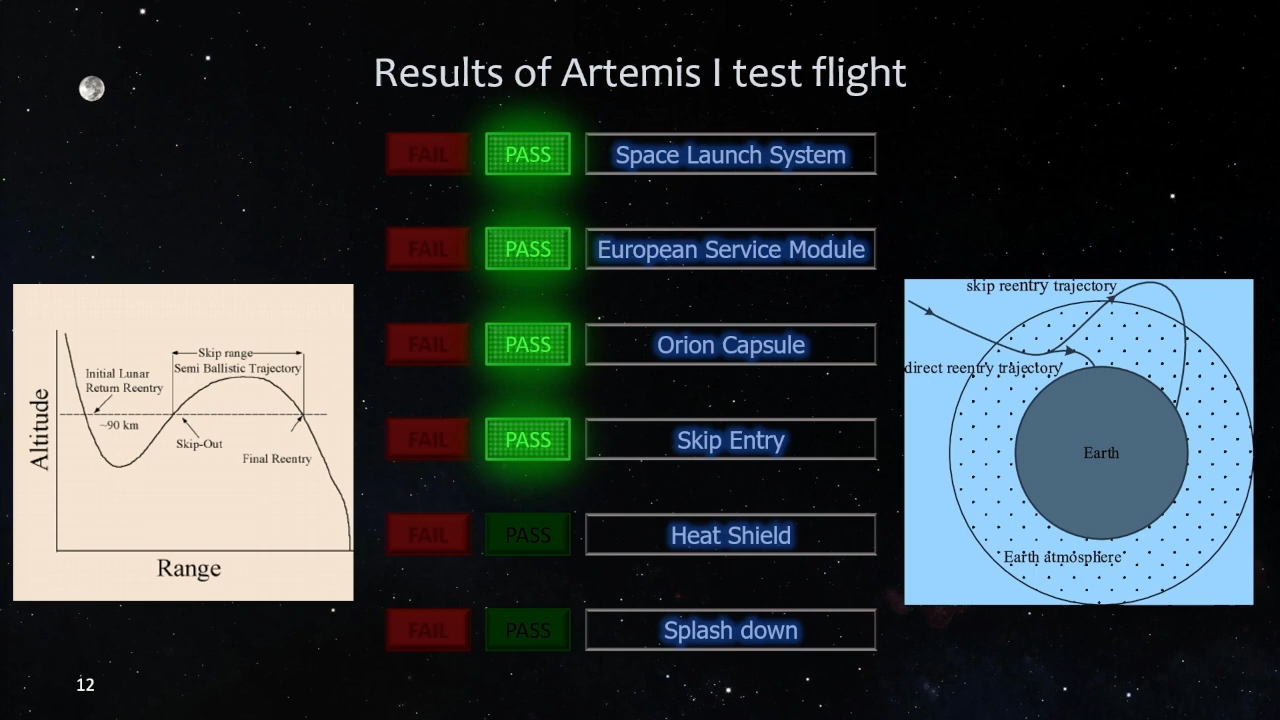 Results of Artemis I test flight
FAIL PASS Space Launch System
FAIL PASS European Service Module
FAIL PASS Orion Capsule
FAIL PASS Skip Entry
FAIL PASS Heat Shield
FAIL PASS Splash down
Altitude
Initial Lunar
Return Reentry
~90 km
Skip range
Semi Ballistic Trajectory
Skip-Out
Final Reentry
Range
skip reentry trajectory
direct reentry trajectory
Earth
Earth atmosphere
12